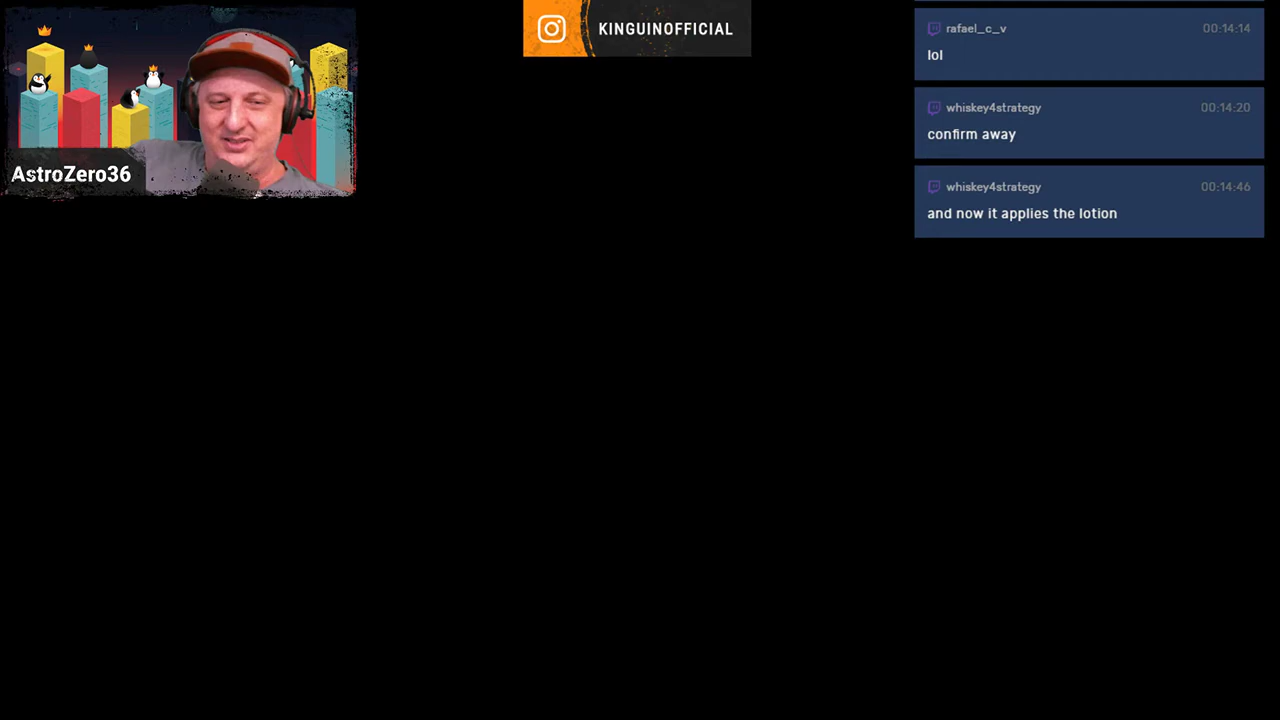 KINGUINOFFICIAL
AstroZero36
rafael_c_v 00:14:14
lol
whiskey4strategy 00:14:20
confirm away
whiskey4strategy 00:14:46
and now it applies the lotion